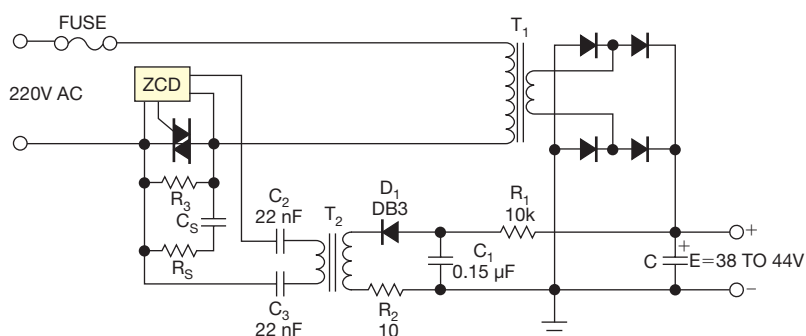 FUSE
T1
ZCD
220V AC
R3
CS
RS
C2
22 nF
T2
D1
DB3
R1
10k
C1
0.15 µF
C3
22 nF
R2
10
+
+
C
E=38 TO 44V
−